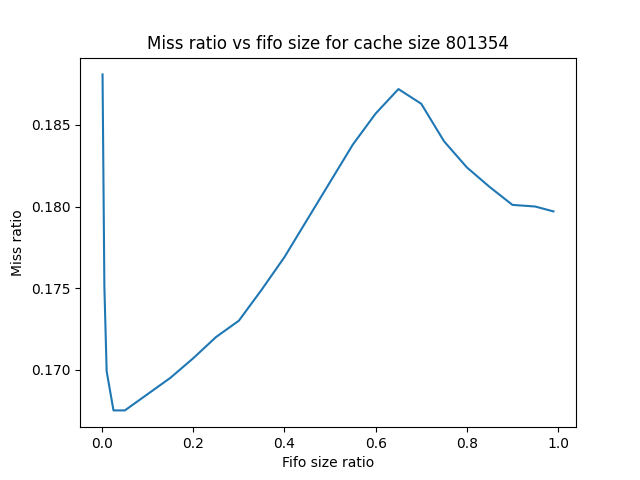 Miss ratio vs fifo size for cache size 801354
0.185
0.180
0.175
0.170
Miss ratio
0.0 0.2 0.4 0.6 0.8 1.0
Fifo size ratio